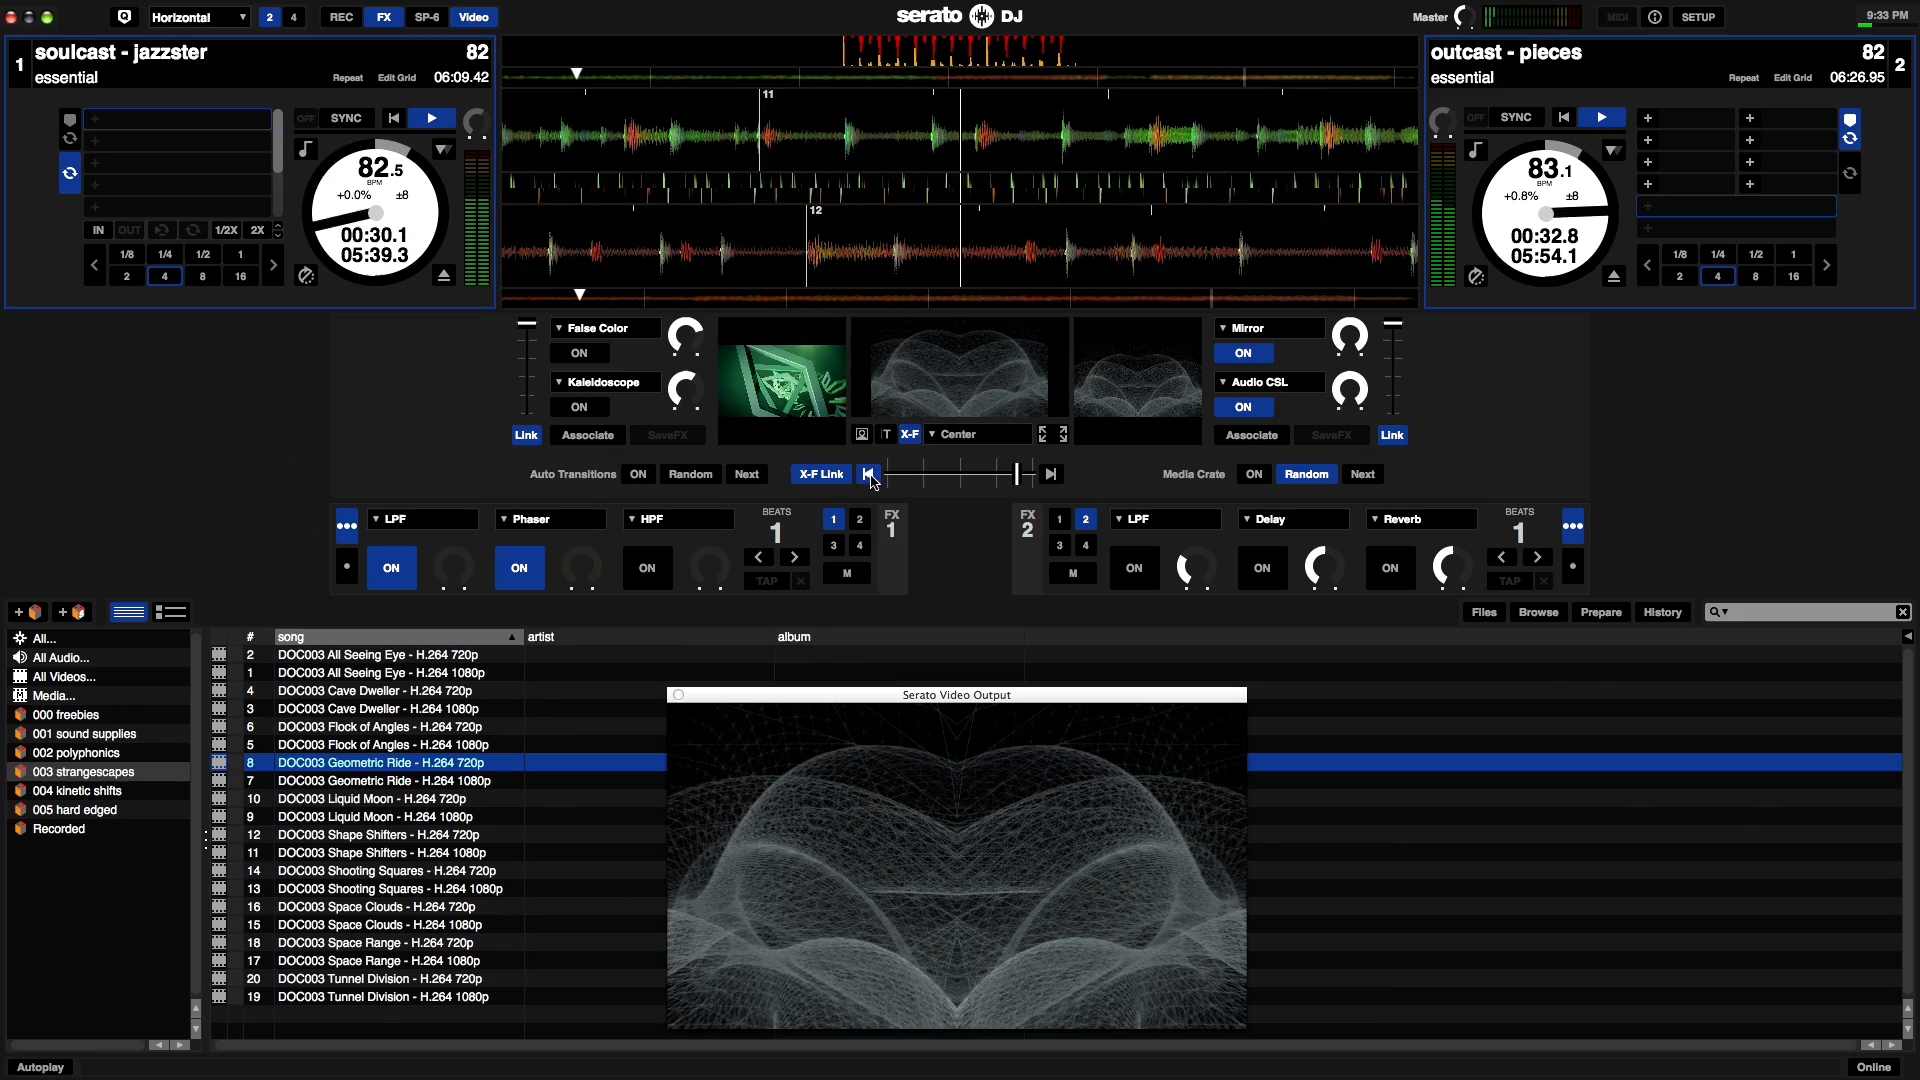 Horizontal 2 4 REC FX SP-6 Video serato DJ Master MIDI SETUP 9:33 PM
1 soulcast - jazzster 82
essential Repeat Edit Grid 06:09.42
OFF SYNC
82.5
BPM
+0.0% ±8
00:30.1
05:39.3
IN OUT 1/2X 2X
1/8 1/4 1/2 1
2 4 8 16
11
12
outcast - pieces 82 2
essential Repeat Edit Grid 06:26.95
OFF SYNC
83.1
BPM
+0.8% ±8
00:32.8
05:54.1
1/8 1/4 1/2 1
2 4 8 16
False Color
ON
Kaleidoscope
ON
Link Associate SaveFX
T X-F Center
Mirror
ON
Audio CSL
ON
Associate SaveFX Link
Auto Transitions ON Random Next X-F Link Media Crate ON Random Next
LPF Phaser HPF BEATS 1 1 2 FX 1
ON ON ON 3 4
TAP M
FX 2 1 2 LPF Delay Reverb BEATS 1
3 4 ON ON ON
M TAP
Files Browse Prepare History
All...
All Audio...
All Videos...
Media...
000 freebies
001 sound supplies
002 polyphonics
003 strangescapes
004 kinetic shifts
005 hard edged
Recorded
# song artist album
2 DOC003 All Seeing Eye - H.264 720p
1 DOC003 All Seeing Eye - H.264 1080p
4 DOC003 Cave Dweller - H.264 720p
3 DOC003 Cave Dweller - H.264 1080p
6 DOC003 Flock of Angles - H.264 720p
5 DOC003 Flock of Angles - H.264 1080p
8 DOC003 Geometric Ride - H.264 720p
7 DOC003 Geometric Ride - H.264 1080p
10 DOC003 Liquid Moon - H.264 720p
9 DOC003 Liquid Moon - H.264 1080p
12 DOC003 Shape Shifters - H.264 720p
11 DOC003 Shape Shifters - H.264 1080p
14 DOC003 Shooting Squares - H.264 720p
13 DOC003 Shooting Squares - H.264 1080p
16 DOC003 Space Clouds - H.264 720p
15 DOC003 Space Clouds - H.264 1080p
18 DOC003 Space Range - H.264 720p
17 DOC003 Space Range - H.264 1080p
20 DOC003 Tunnel Division - H.264 720p
19 DOC003 Tunnel Division - H.264 1080p
Serato Video Output
Autoplay Online